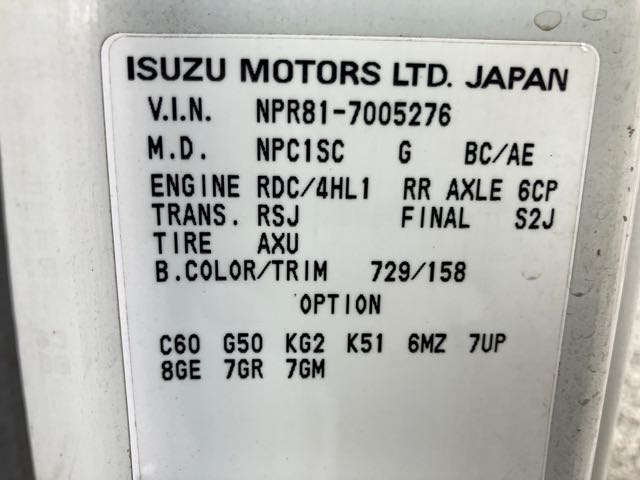 ISUZU MOTORS LTD. JAPAN
V.I.N. NPR81-7005276
M.D. NPC1SC G BC/AE
ENGINE RDC/4HL1 RR AXLE 6CP
TRANS. RSJ FINAL S2J
TIRE AXU
B.COLOR/TRIM 729/158
OPTION
C60 G50 KG2 K51 6MZ 7UP
8GE 7GR 7GM